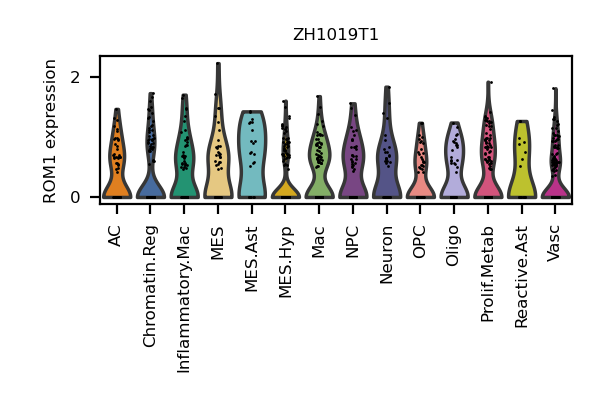 ZH1019T1
ROM1 expression
2
0
AC
Chromatin.Reg
Inflammatory.Mac
MES
MES.Ast
MES.Hyp
Mac
NPC
Neuron
OPC
Oligo
Prolif.Metab
Reactive.Ast
Vasc